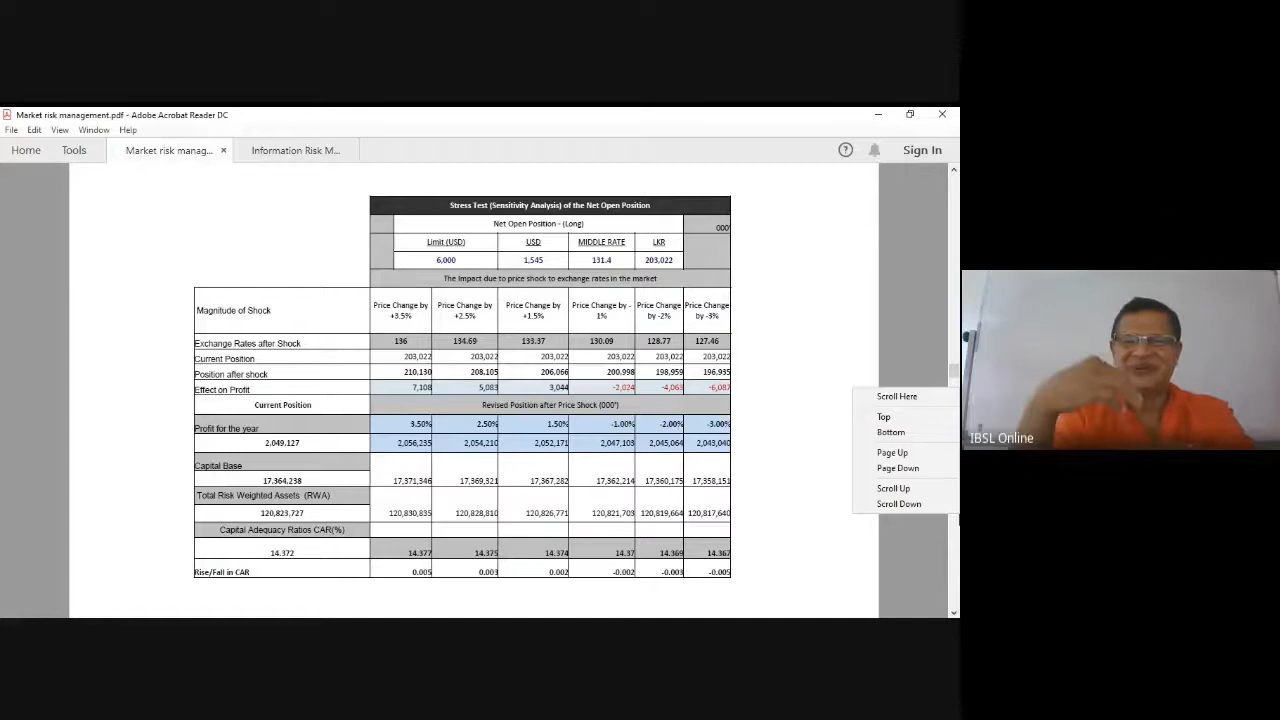 Market risk management.pdf - Adobe Acrobat Reader DC
File Edit View Window Help
Home Tools Market risk manag... × Information Risk M... Sign In
Stress Test (Sensitivity Analysis) of the Net Open Position
Net Open Position - (Long) 000'
Limit (USD) USD MIDDLE RATE LKR
6,000 1,545 131.4 203,022
The Impact due to price shock to exchange rates in the market
Magnitude of Shock Price Change by +3.5% Price Change by +2.5% Price Change by +1.5% Price Change by -1% Price Change by -2% Price Change by -3%
Exchange Rates after Shock 136 134.69 133.37 130.09 128.77 127.46
Current Position 203,022 203,022 203,022 203,022 203,022 203,022
Position after shock 210,130 208,105 206,066 200,998 198,959 196,935
Effect on Profit 7,108 5,083 3,044 -2,024 -4,063 -6,087
Current Position Revised Position after Price Shock (000')
Profit for the year 3.50% 2.50% 1.50% -1.00% -2.00% -3.00%
2,049,127 2,056,235 2,054,210 2,052,171 2,047,103 2,045,064 2,043,040
Capital Base
17,364,238 17,371,346 17,369,321 17,367,282 17,362,214 17,360,175 17,358,151
Total Risk Weighted Assets (RWA)
120,823,727 120,830,835 120,828,810 120,826,771 120,821,703 120,819,664 120,817,640
Capital Adequacy Ratios CAR(%)
14.372 14.377 14.375 14.374 14.37 14.369 14.367
Rise/Fall in CAR 0.005 0.003 0.002 -0.002 -0.003 -0.005
Scroll Here
Top
Bottom
Page Up
Page Down
Scroll Up
Scroll Down
IBSL Online